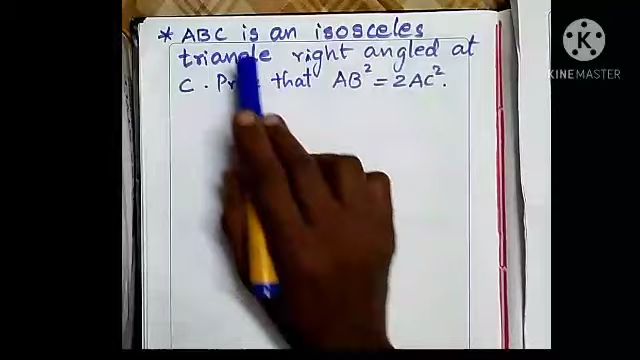 * ABC is an isosceles
triangle right angled at
C. that AB² = 2AC².
KINEMASTER